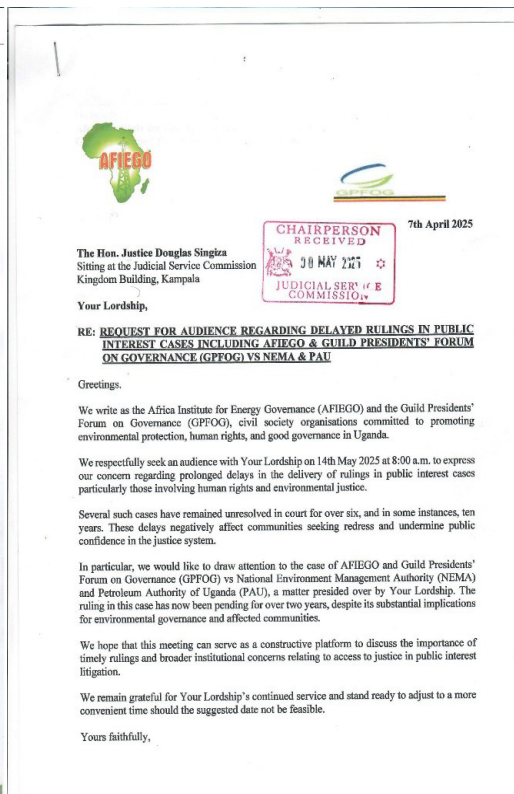 AFIEGO
GPFOG
7th April 2025
CHAIRPERSON
RECEIVED
MAY
JUDICIAL
COMMISSION
The Hon. Justice Douglas Singiza
Sitting at the Judicial Service Commission
Kingdom Building, Kampala
Your Lordship,
RE: REQUEST FOR AUDIENCE REGARDING DELAYED RULINGS IN PUBLIC
INTEREST CASES INCLUDING AFIEGO & GUILD PRESIDENTS' FORUM
ON GOVERNANCE (GPFOG) VS NEMA & PAU
Greetings.
We write as the Africa Institute for Energy Governance (AFIEGO) and the Guild Presidents'
Forum on Governance (GPFOG), civil society organisations committed to promoting
environmental protection, human rights, and good governance in Uganda.
We respectfully seek an audience with Your Lordship on 14th May 2025 at 8:00 a.m. to express
our concern regarding prolonged delays in the delivery of rulings in public interest cases
particularly those involving human rights and environmental justice.
Several such cases have remained unresolved in court for over six, and in some instances, ten
years. These delays negatively affect communities seeking redress and undermine public
confidence in the justice system.
In particular, we would like to draw attention to the case of AFIEGO and Guild Presidents'
Forum on Governance (GPFOG) vs National Environment Management Authority (NEMA)
and Petroleum Authority of Uganda (PAU), a matter presided over by Your Lordship. The
ruling in this case has now been pending for over two years, despite its substantial implications
for environmental governance and affected communities.
We hope that this meeting can serve as a constructive platform to discuss the importance of
timely rulings and broader institutional concerns relating to access to justice in public interest
litigation.
We remain grateful for Your Lordship's continued service and stand ready to adjust to a more
convenient time should the suggested date not be feasible.
Yours faithfully,